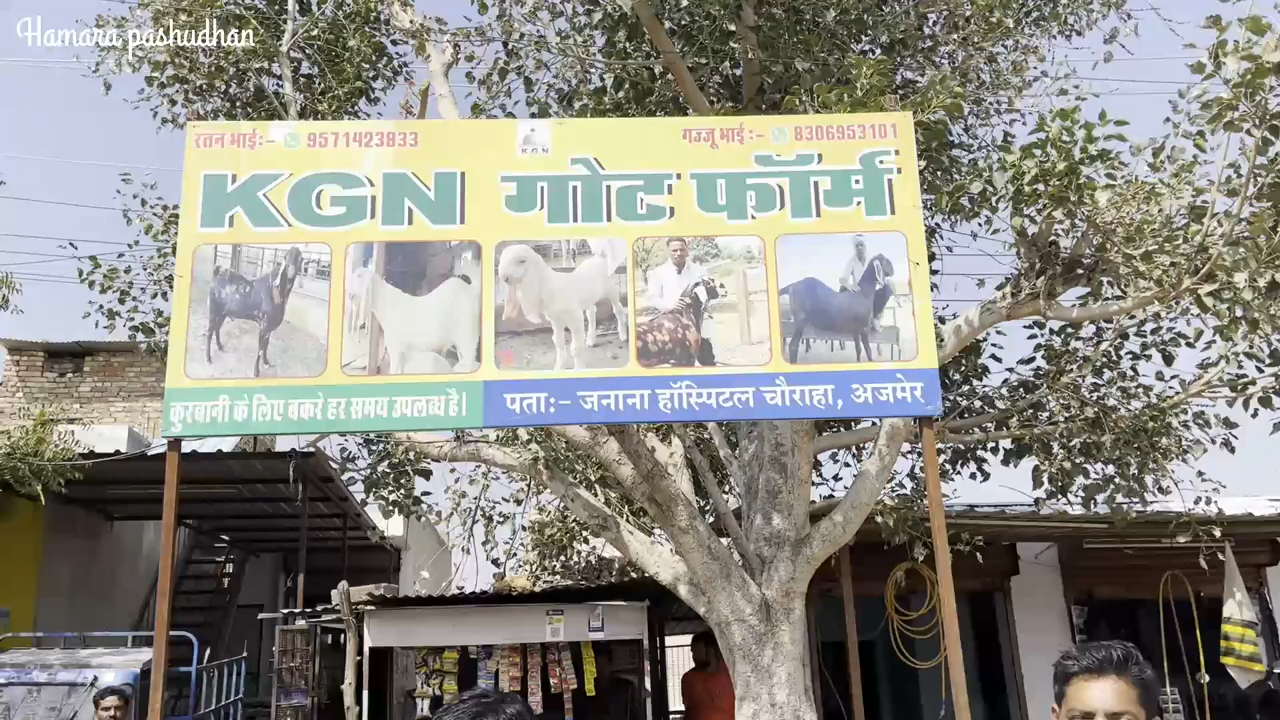 Hamara pashudhan
रतन भाई:- 9571423833
KGN
गज्जू भाई :- 8306953101
KGN गोट फॉर्म
कुरबानी के लिए बकरे हर समय उपलब्ध है।
पता:- जनाना हॉस्पिटल चौराहा, अजमेर